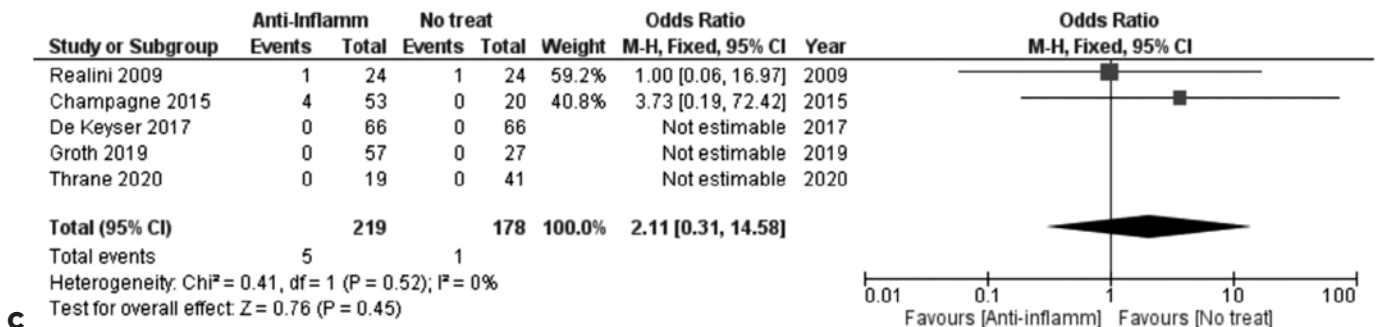 Anti-Inflamm No treat Odds Ratio Odds Ratio
Study or Subgroup Events Total Events Total Weight M-H, Fixed, 95% CI Year M-H, Fixed, 95% CI
Realini 2009 1 24 1 24 59.2% 1.00 [0.06, 16.97] 2009
Champagne 2015 4 53 0 20 40.8% 3.73 [0.19, 72.42] 2015
De Keyser 2017 0 66 0 66 Not estimable 2017
Groth 2019 0 57 0 27 Not estimable 2019
Thrane 2020 0 19 0 41 Not estimable 2020
Total (95% CI) 219 178 100.0% 2.11 [0.31, 14.58]
Total events 5 1
Heterogeneity: Chi² = 0.41, df = 1 (P = 0.52); I² = 0%
Test for overall effect: Z = 0.76 (P = 0.45)
0.01 0.1 1 10 100
Favours [Anti-inflamm] Favours [No treat]
c